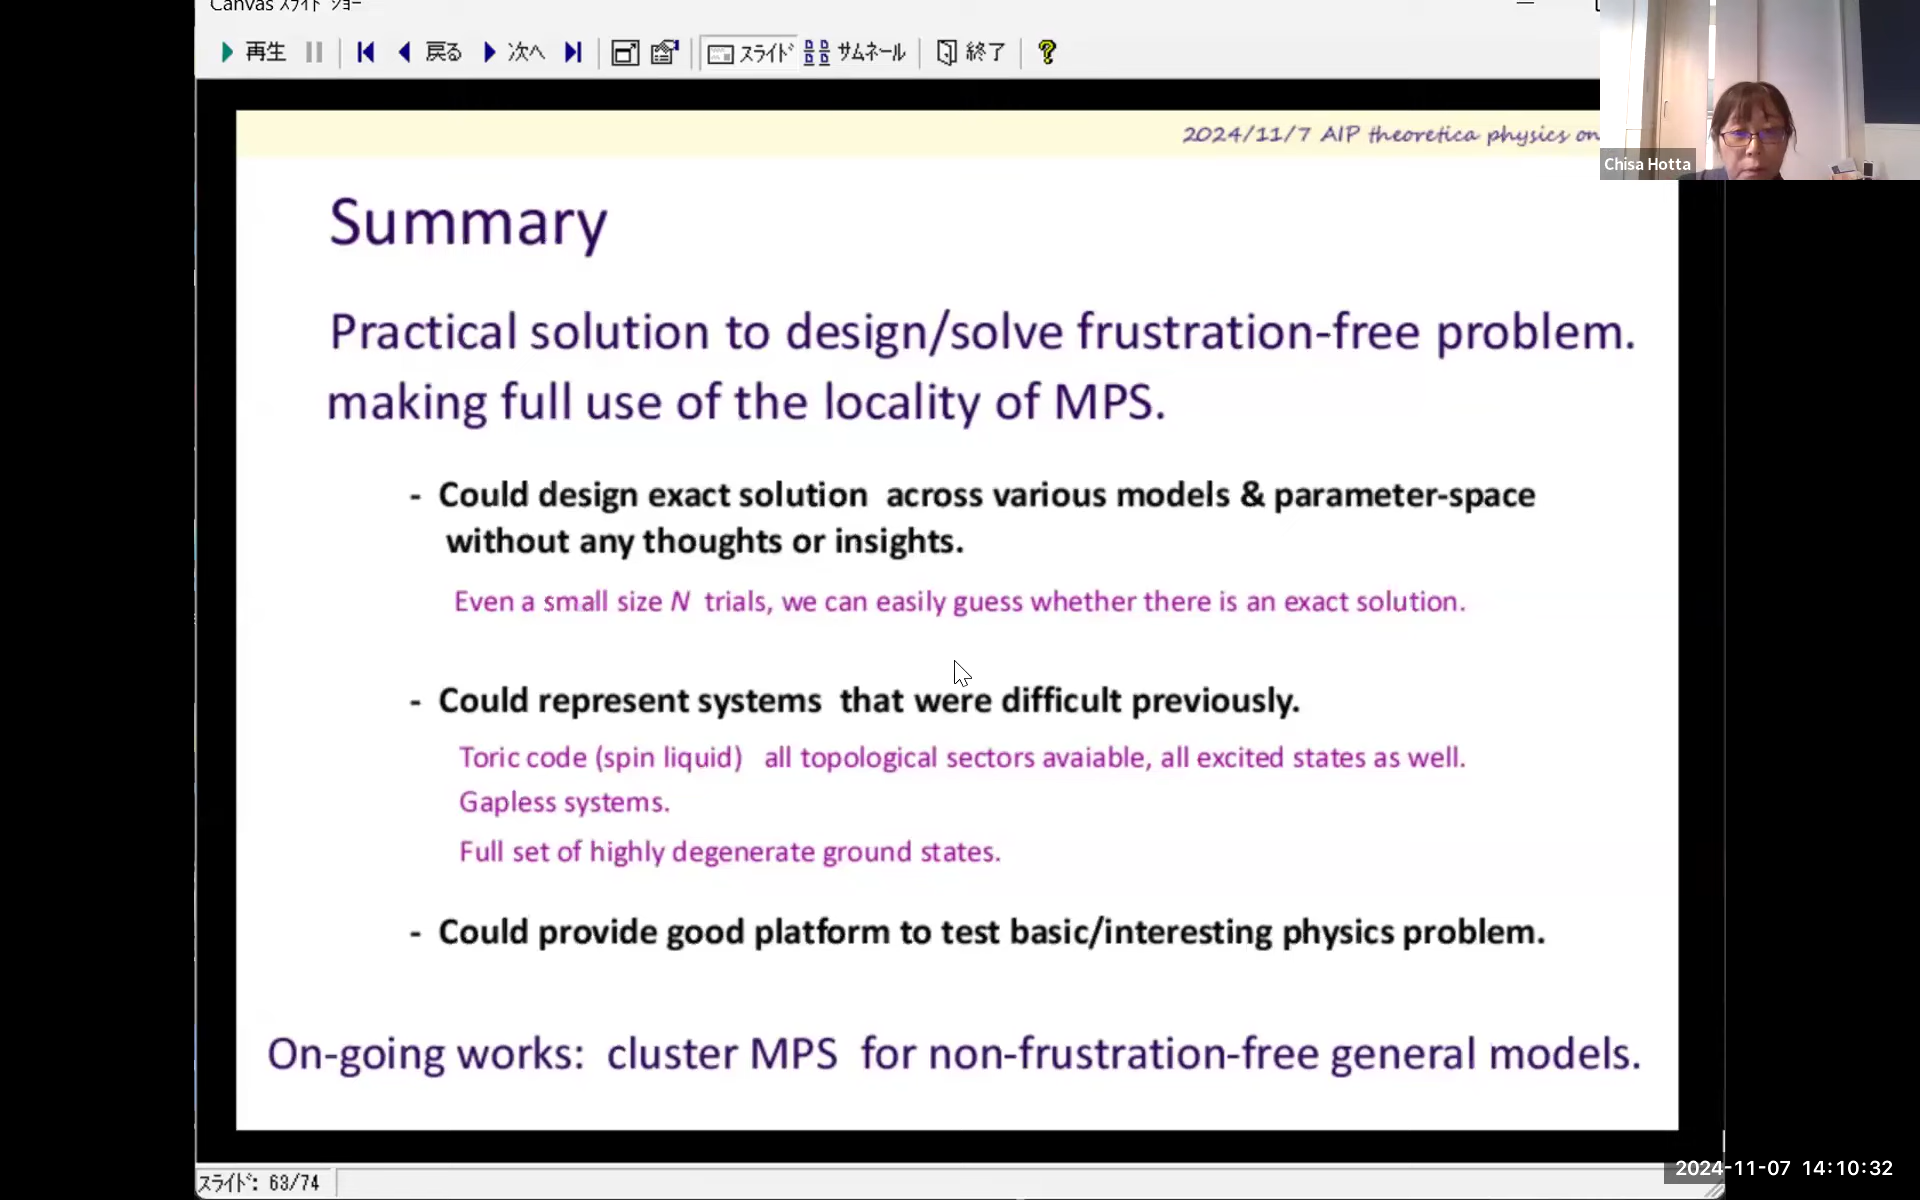 Canvas スライド ショー
再生 戻る 次へ スライド サムネール 終了
2024/11/7 AIP theoretica physics on
Chisa Hotta
Summary
Practical solution to design/solve frustration-free problem.
making full use of the locality of MPS.
- Could design exact solution across various models & parameter-space
without any thoughts or insights.
Even a small size N trials, we can easily guess whether there is an exact solution.
- Could represent systems that were difficult previously.
Toric code (spin liquid) all topological sectors avaiable, all excited states as well.
Gapless systems.
Full set of highly degenerate ground states.
- Could provide good platform to test basic/interesting physics problem.
On-going works: cluster MPS for non-frustration-free general models.
スライド: 63/74
2024-11-07 14:10:32